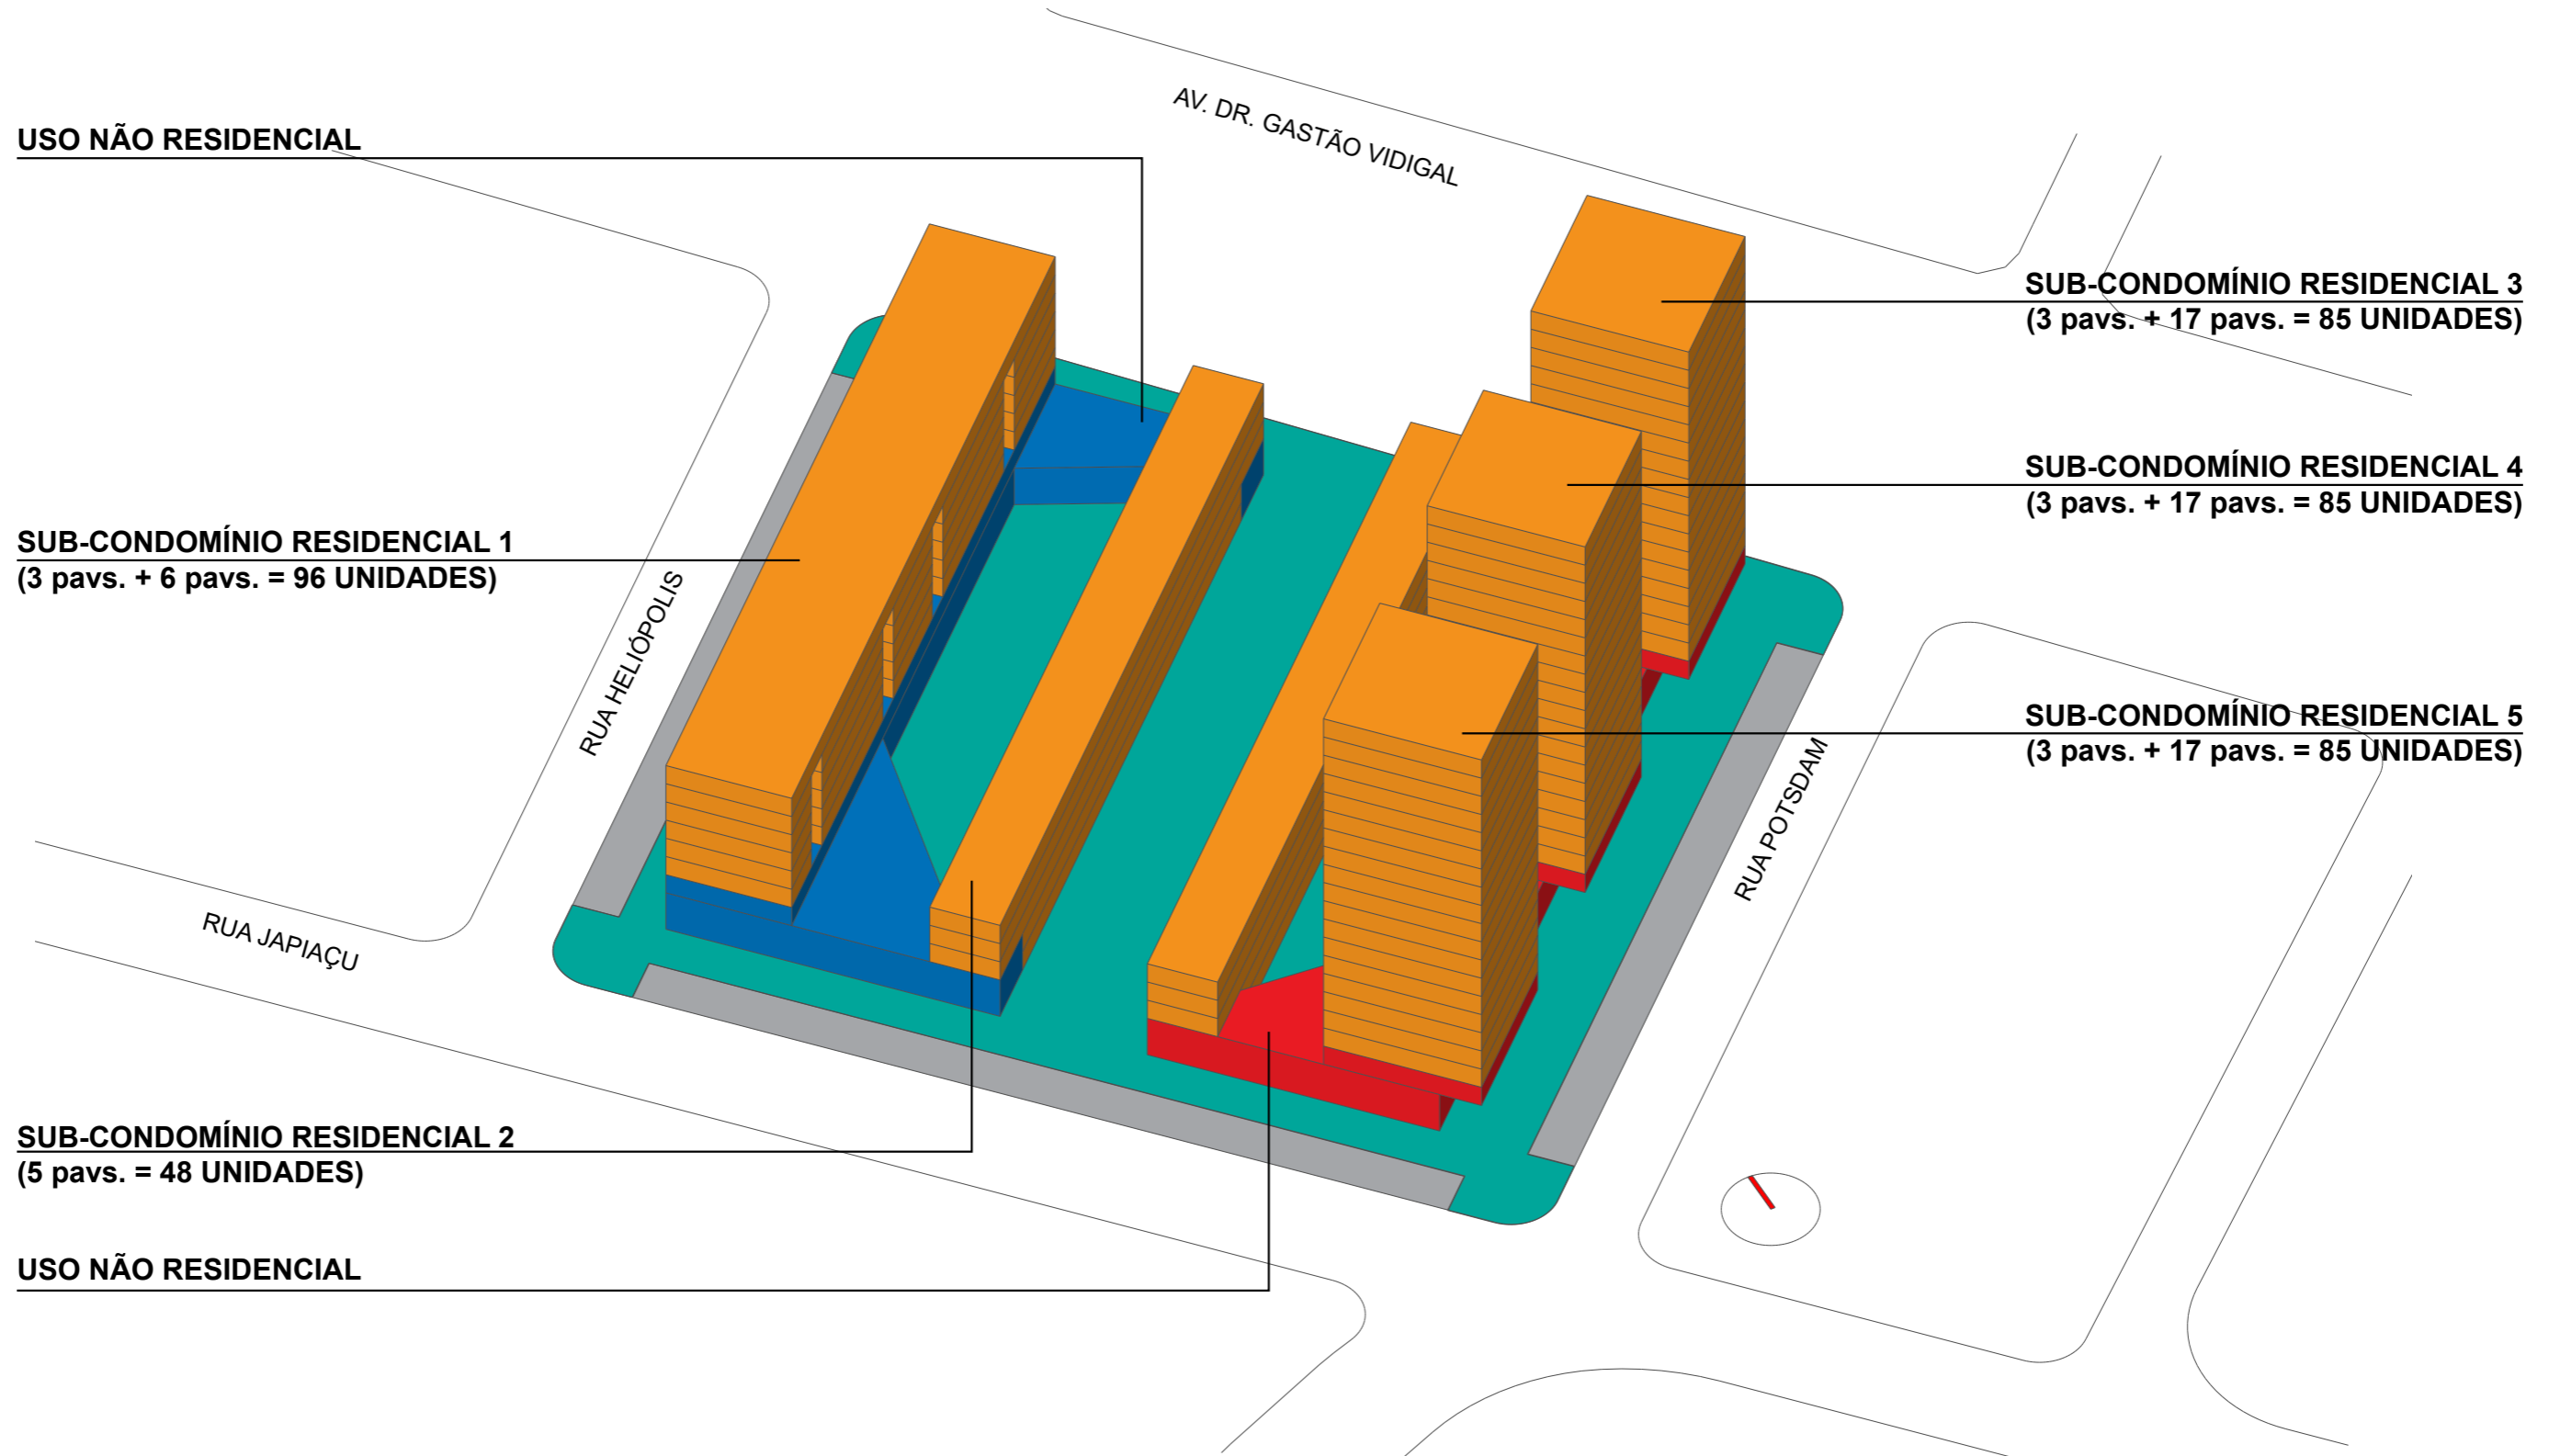 AV. DR. GASTÃO VIDIGAL
USO NÃO RESIDENCIAL
SUB-CONDOMÍNIO RESIDENCIAL 3
(3 pavs. + 17 pavs. = 85 UNIDADES)
SUB-CONDOMÍNIO RESIDENCIAL 4
(3 pavs. + 17 pavs. = 85 UNIDADES)
SUB-CONDOMÍNIO RESIDENCIAL 1
(3 pavs. + 6 pavs. = 96 UNIDADES)
RUA HELIÓPOLIS
SUB-CONDOMÍNIO RESIDENCIAL 5
(3 pavs. + 17 pavs. = 85 UNIDADES)
RUA POTSDAM
RUA JAPIAÇU
SUB-CONDOMÍNIO RESIDENCIAL 2
(5 pavs. = 48 UNIDADES)
USO NÃO RESIDENCIAL